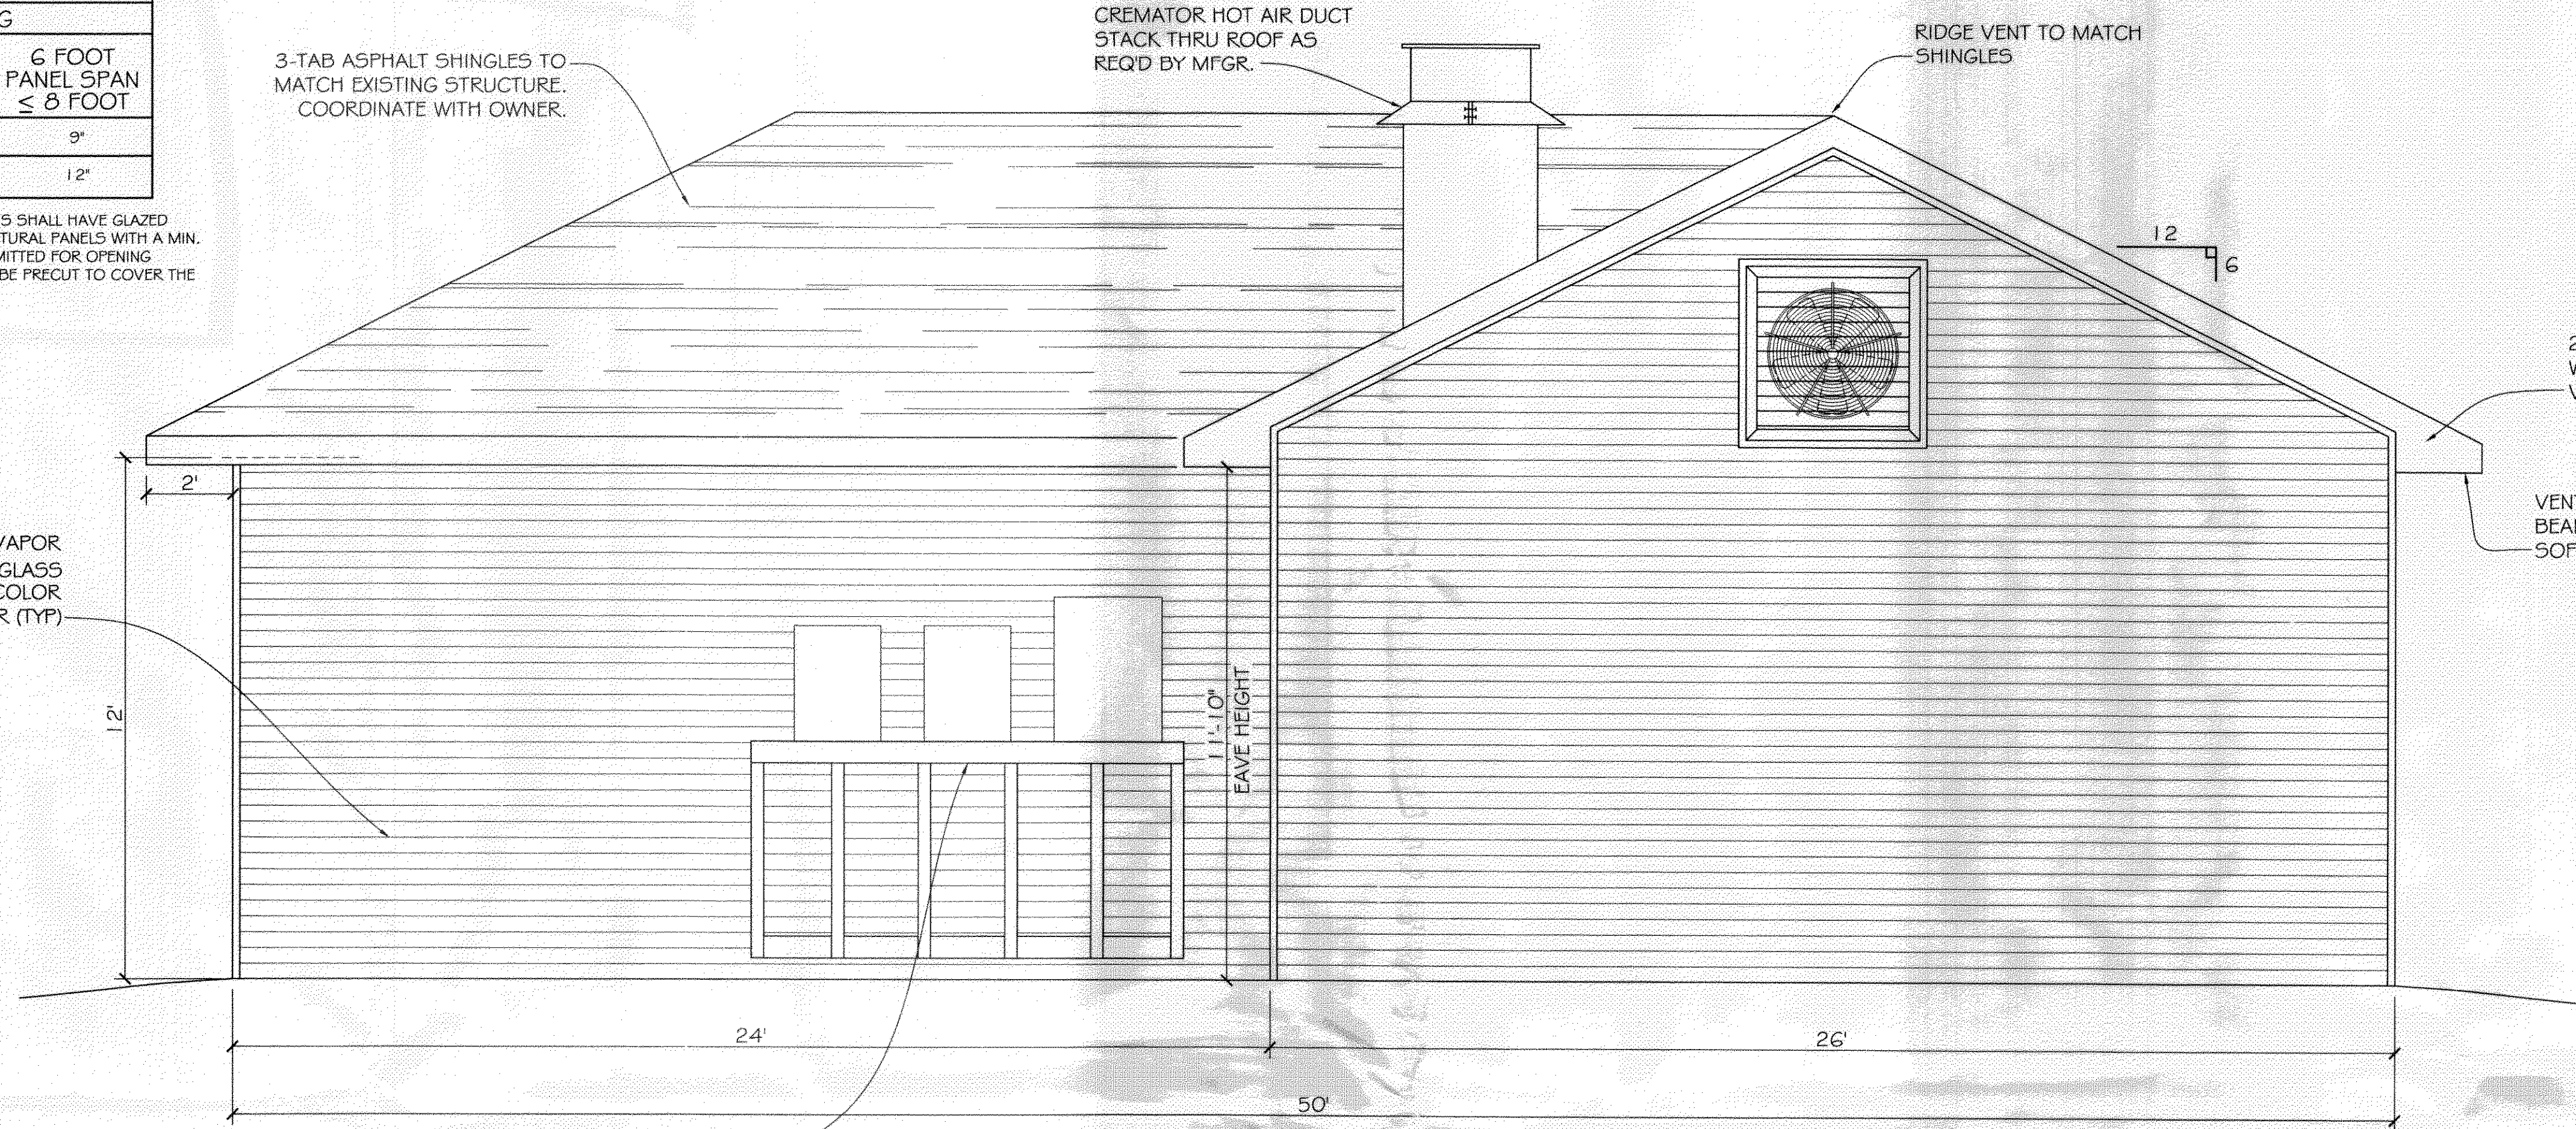 G
6 FOOT
PANEL SPAN
≤ 8 FOOT
9"
12"
S SHALL HAVE GLAZED
TURAL PANELS WITH A MIN.
MITTED FOR OPENING
BE PRECUT TO COVER THE
3-TAB ASPHALT SHINGLES TO
MATCH EXISTING STRUCTURE.
COORDINATE WITH OWNER.
CREMATOR HOT AIR DUCT
STACK THRU ROOF AS
REQ'D BY MFGR.
RIDGE VENT TO MATCH
SHINGLES
12
6
2
W
V
VENT
BEA
SOF
2'
VAPOR
GLASS
COLOR
R (TYP)
12'
11'-10"
EAVE HEIGHT
24'
26'
50'